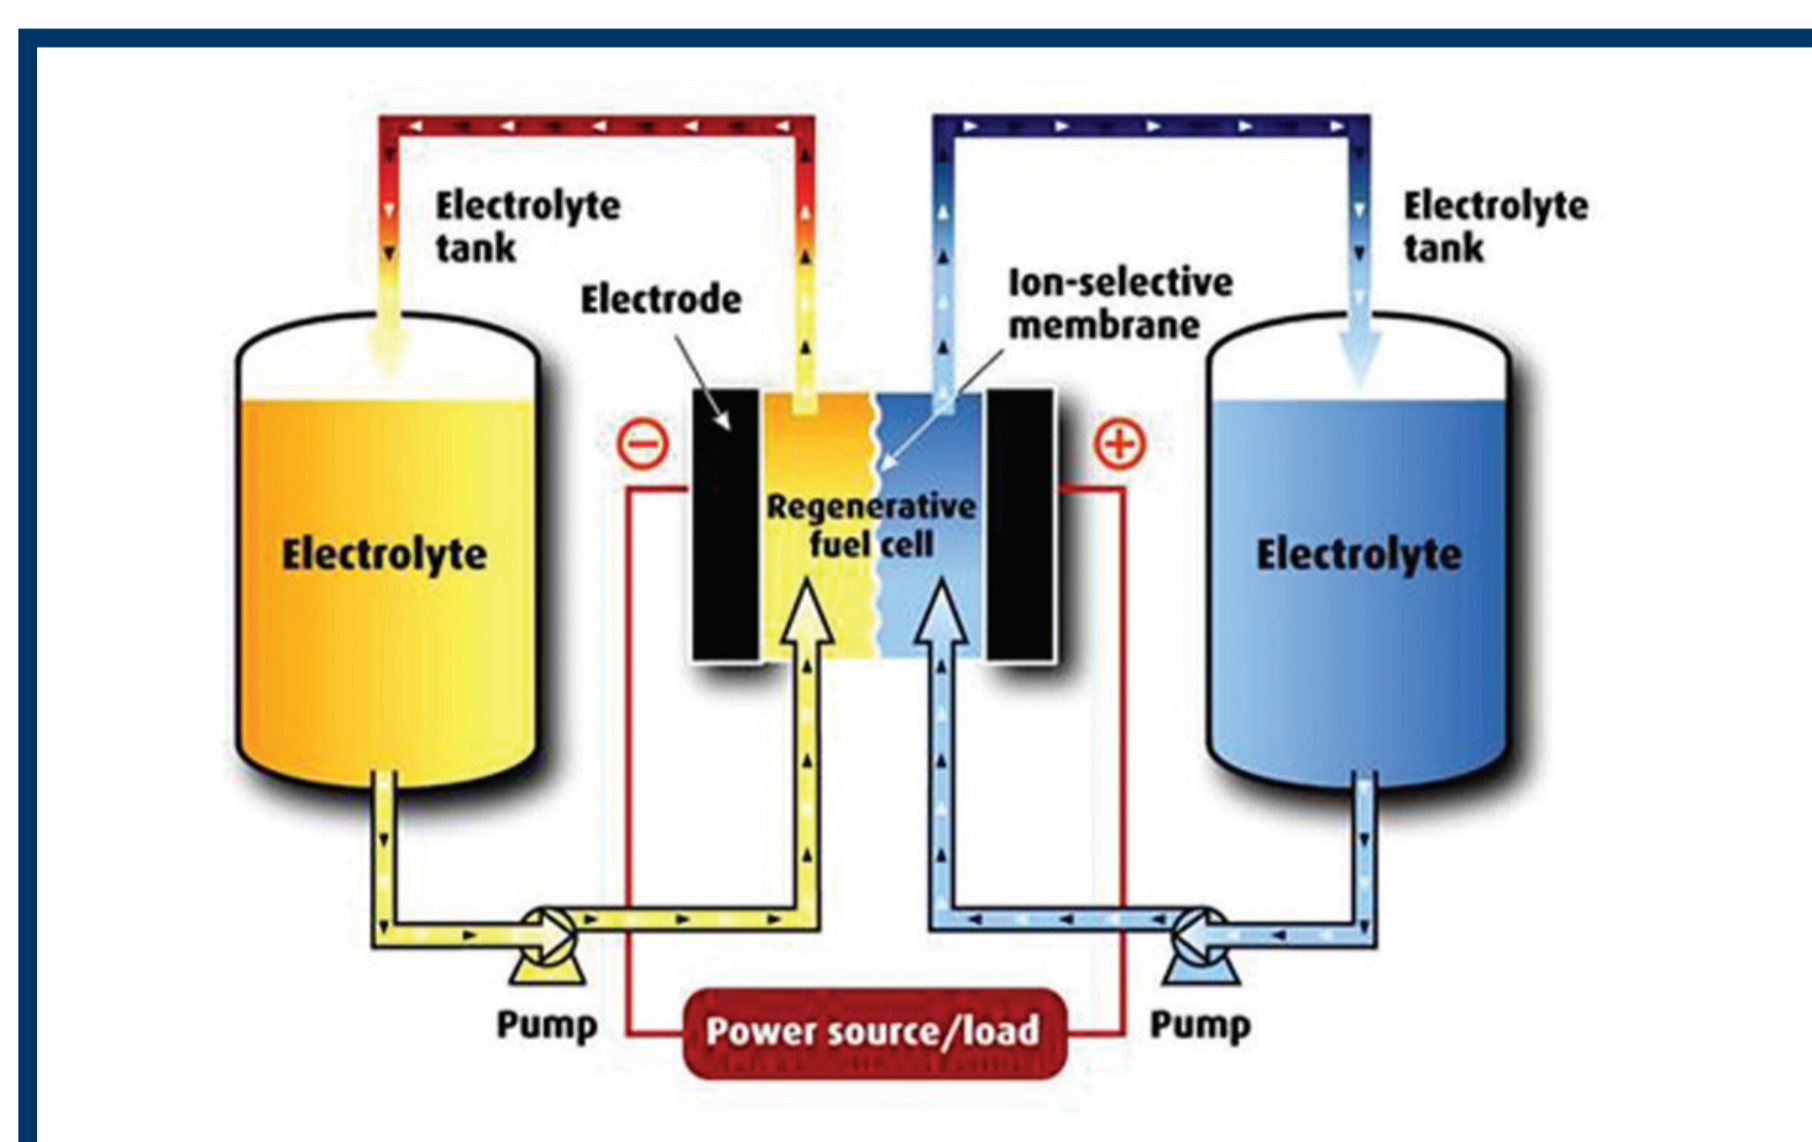 Electrolyte
tank
Electrode
Ion-selective
membrane
Electrolyte
tank
−
+
Electrolyte
Regenerative
fuel cell
Electrolyte
Pump
Power source/load
Pump